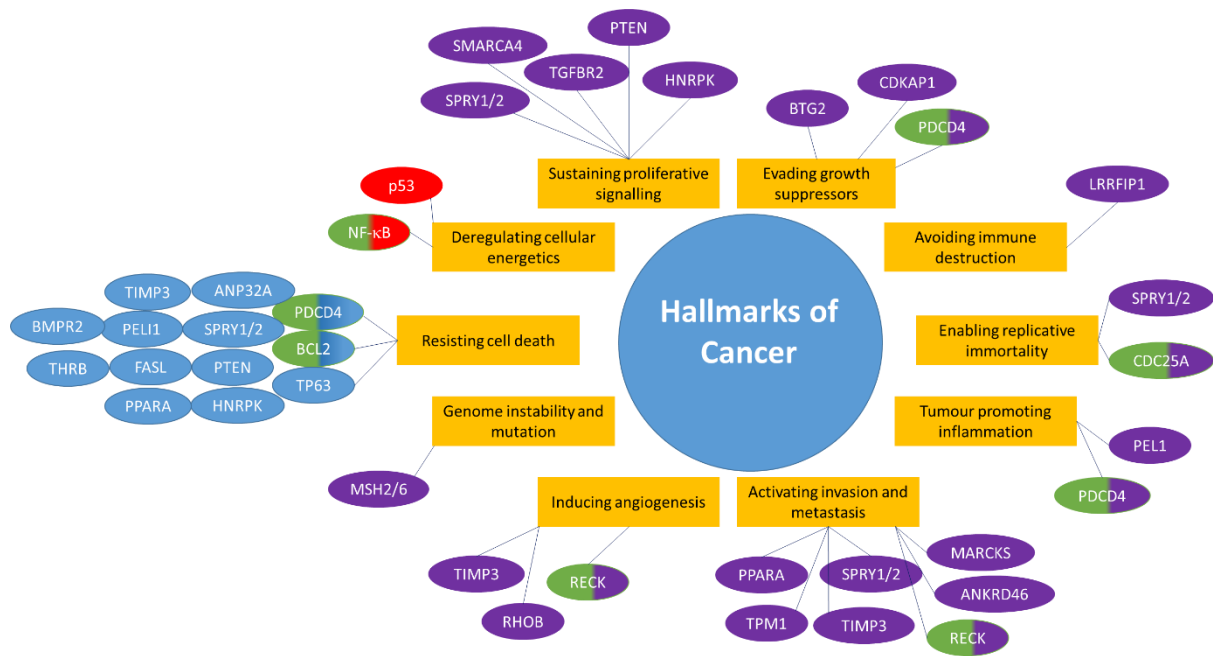 PTEN
SMARCA4
TGFBR2
HNRPK
SPRY1/2
CDKAP1
BTG2
PDCD4
Sustaining proliferative
signalling
Evading growth
suppressors
p53
NF-κB
Deregulating cellular
energetics
LRRFIP1
Avoiding immune
destruction
Hallmarks of
Cancer
TIMP3
ANP32A
PDCD4
BMPR2
PELI1
SPRY1/2
BCL2
THRB
FASL
PTEN
TP63
PPARA
HNRPK
Resisting cell death
SPRY1/2
Enabling replicative
immortality
CDC25A
Genome instability and
mutation
MSH2/6
Tumour promoting
inflammation
PEL1
PDCD4
Inducing angiogenesis
TIMP3
RHOB
RECK
Activating invasion and
metastasis
PPARA
SPRY1/2
MARCKS
ANKRD46
TPM1
TIMP3
RECK